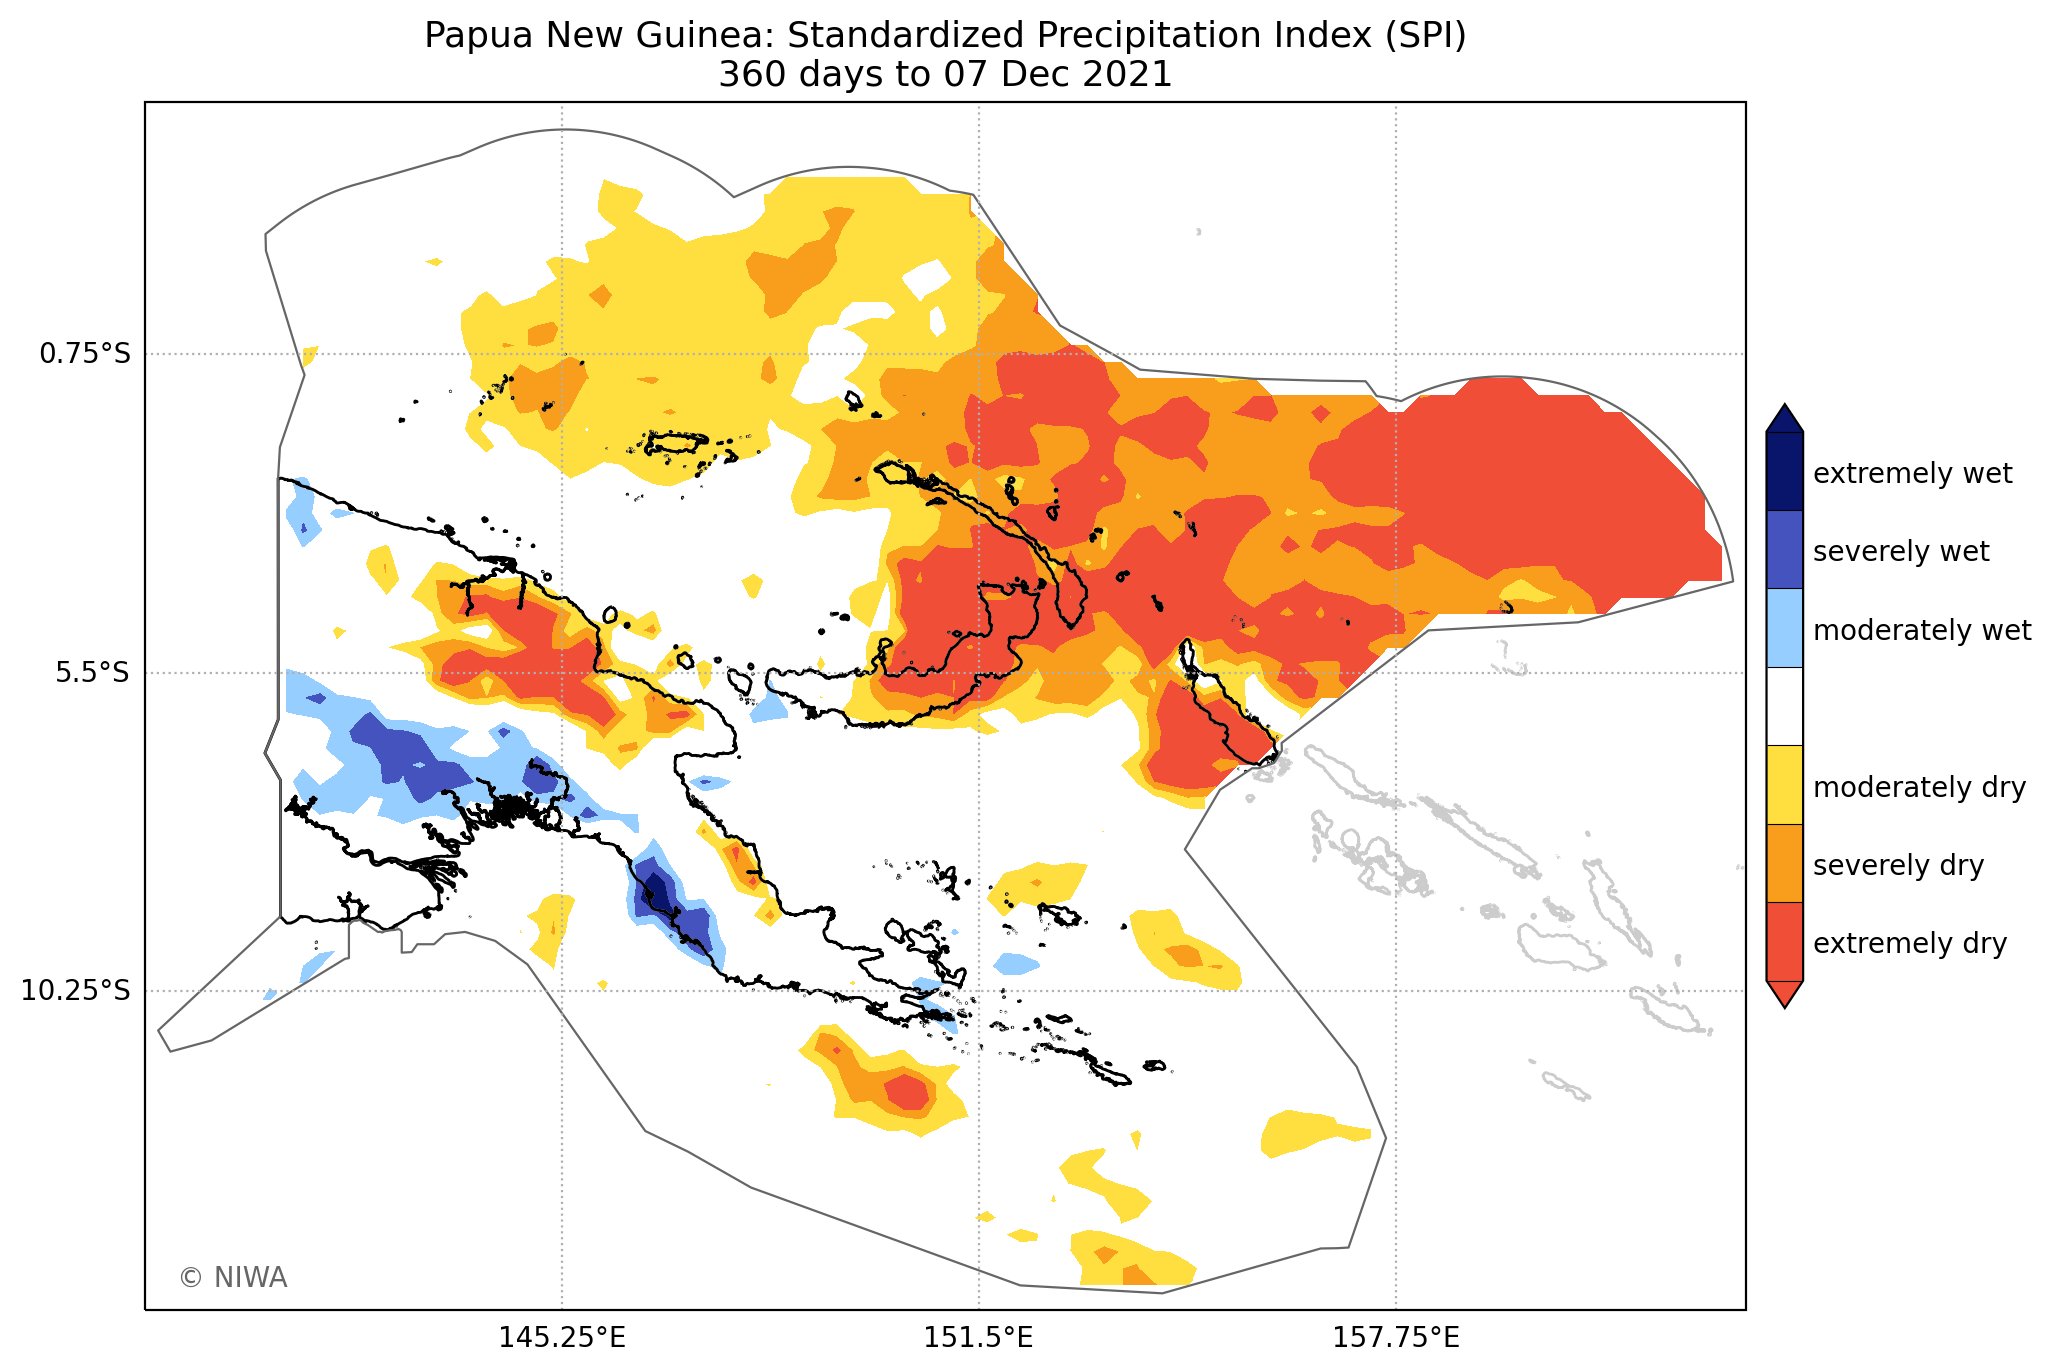 Papua New Guinea: Standardized Precipitation Index (SPI)
360 days to 07 Dec 2021
0.75°S
5.5°S
10.25°S
145.25°E
151.5°E
157.75°E
extremely wet
severely wet
moderately wet
moderately dry
severely dry
extremely dry
© NIWA